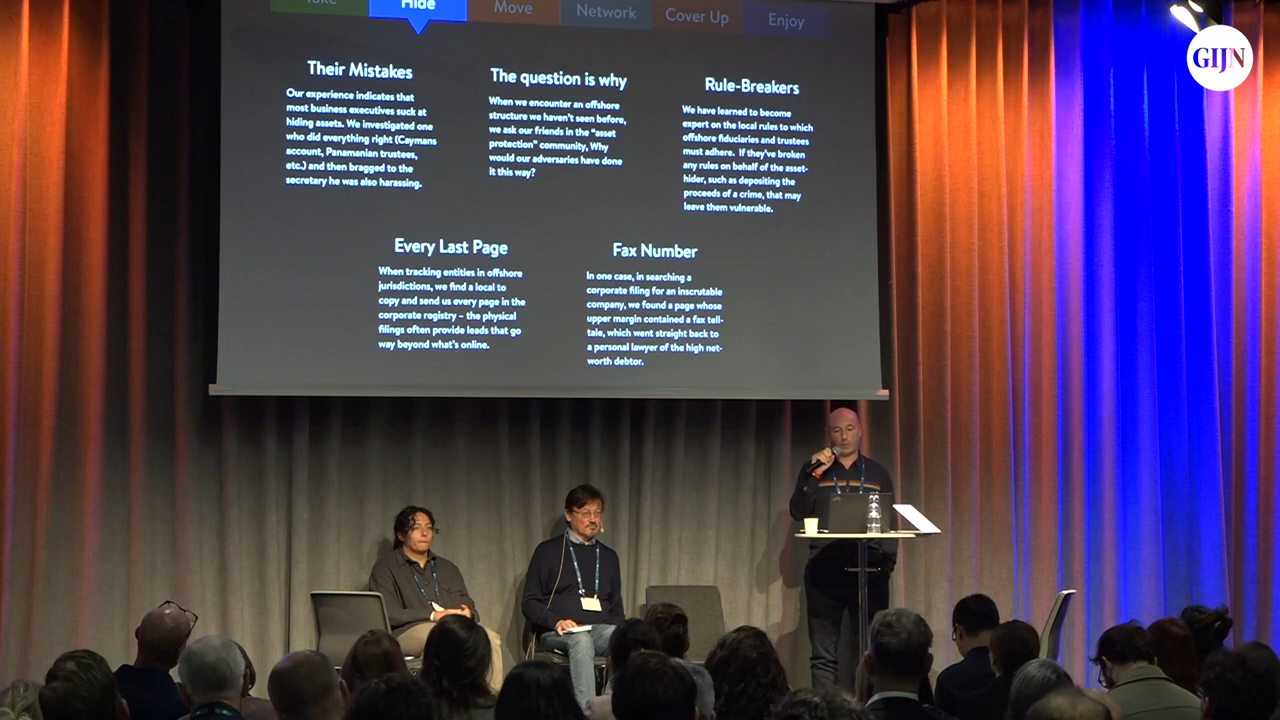 Take
Hide
Move
Network
Cover Up
Enjoy
GIJN
Their Mistakes
Our experience indicates that
most business executives suck at
hiding assets. We investigated one
who did everything right (Caymans
account, Panamanian trustees,
etc.) and then bragged to the
secretary he was also harassing.
The question is why
When we encounter an offshore
structure we haven't seen before,
we ask our friends in the "asset
protection" community, Why
would our adversaries have done
it this way?
Rule-Breakers
We have learned to become
expert on the local rules to which
offshore fiduciaries and trustees
must adhere. If they've broken
any rules on behalf of the asset-
hider, such as depositing the
proceeds of a crime, that may
leave them vulnerable.
Every Last Page
When tracking entities in offshore
jurisdictions, we find a local to
copy and send us every page in the
corporate registry – the physical
filings often provide leads that go
way beyond what's online.
Fax Number
In one case, in searching a
corporate filing for an inscrutable
company, we found a page whose
upper margin contained a fax tell-
tale, which went straight back to
a personal lawyer of the high net-
worth debtor.